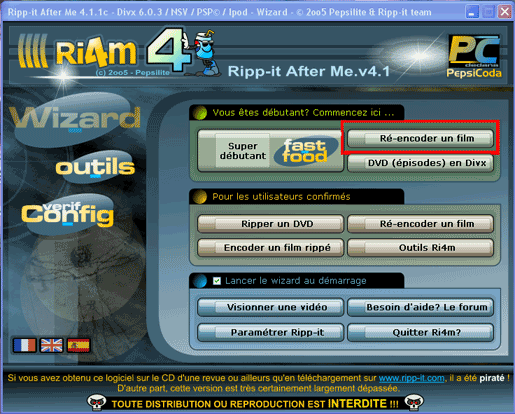 Ripp-it After Me 4.1.1c - Divx 6.0.3 / NSV / PSP© / Ipod - Wizard - © 2oo5 Pepsilite & Ripp-it team
Ri4m 4
(c) 2oo5 - Pepsilite
Ripp-it After Me.v4.1
PC
pepsicoda
PepsiCoda
Wizard
outils
verif
Config
Vous êtes débutant? Commencez ici ...
Super débutant
fast food
Ré-encoder un film
DVD (épisodes) en Divx
Pour les utilisateurs confirmés
Ripper un DVD
Ré-encoder un film
Encoder un film rippé
Outils Ri4m
Lancer le wizard au démarrage
Visionner une vidéo
Besoin d'aide? Le forum
Paramétrer Ripp-it
Quitter Ri4m?
Si vous avez obtenu ce logiciel sur le CD d'une revue ou ailleurs qu'en téléchargement sur www.ripp-it.com, il a été piraté !
D'autre part, cette version est très certainement largement dépassée.
TOUTE DISTRIBUTION OU REPRODUCTION EST INTERDITE !!!